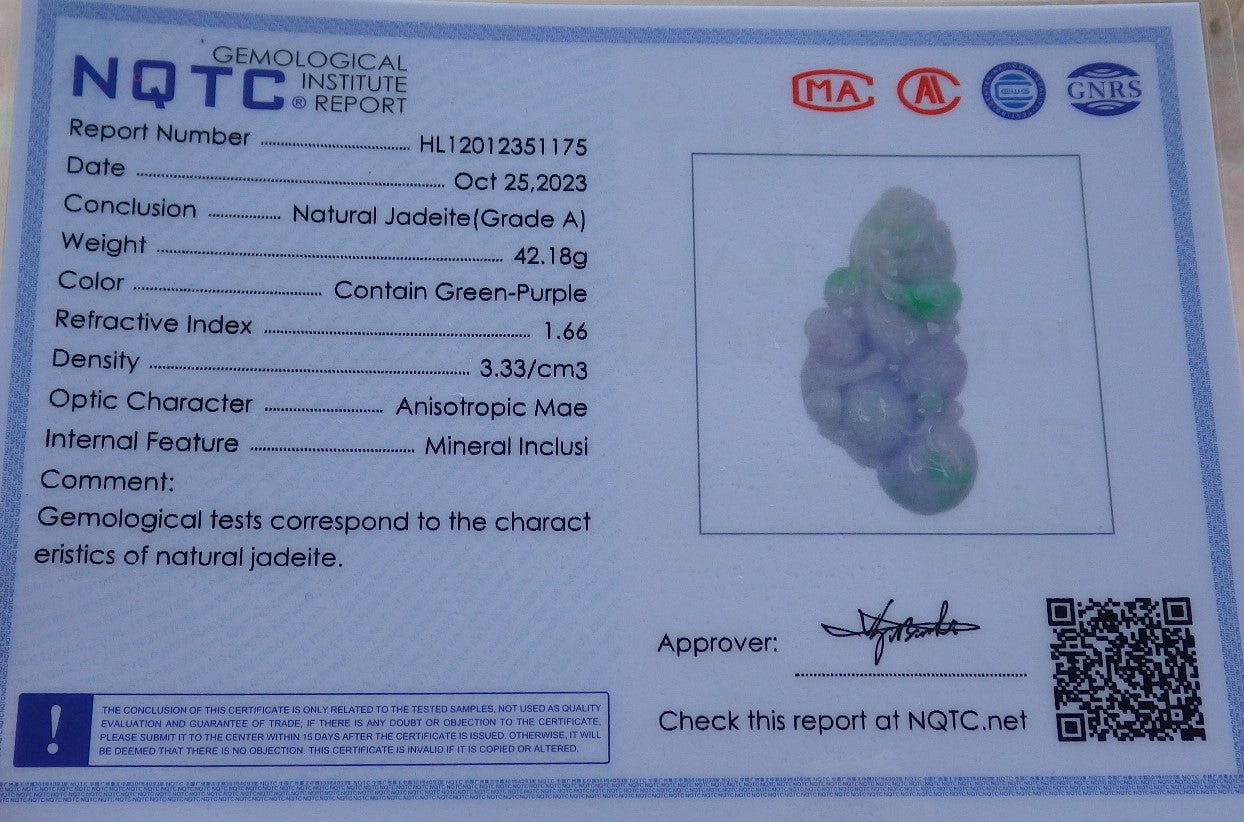 NQTC® GEMOLOGICAL
INSTITUTE
REPORT
Report Number ........................ HL12012351175
Date ........................ Oct 25,2023
Conclusion ............ Natural Jadeite(Grade A)
Weight ........................ 42.18g
Color ........................ Contain Green-Purple
Refractive Index ........................ 1.66
Density ........................ 3.33/cm3
Optic Character ............ Anisotropic Mae
Internal Feature ............ Mineral Inclusi
Comment:
Gemological tests correspond to the charact
eristics of natural jadeite.
! THE CONCLUSION OF THIS CERTIFICATE IS ONLY RELATED TO THE TESTED SAMPLES, NOT USED AS QUALITY
EVALUATION AND GUARANTEE OF TRADE; IF THERE IS ANY DOUBT OR OBJECTION TO THE CERTIFICATE,
PLEASE SUBMIT IT TO THE CENTER WITHIN 15 DAYS AFTER THE CERTIFICATE IS ISSUED. OTHERWISE, IT WILL
BE DEEMED THAT THERE IS NO OBJECTION. THIS CERTIFICATE IS INVALID IF IT IS COPIED OR ALTERED.
MA
GNRS
Approver:
Check this report at NQTC.net